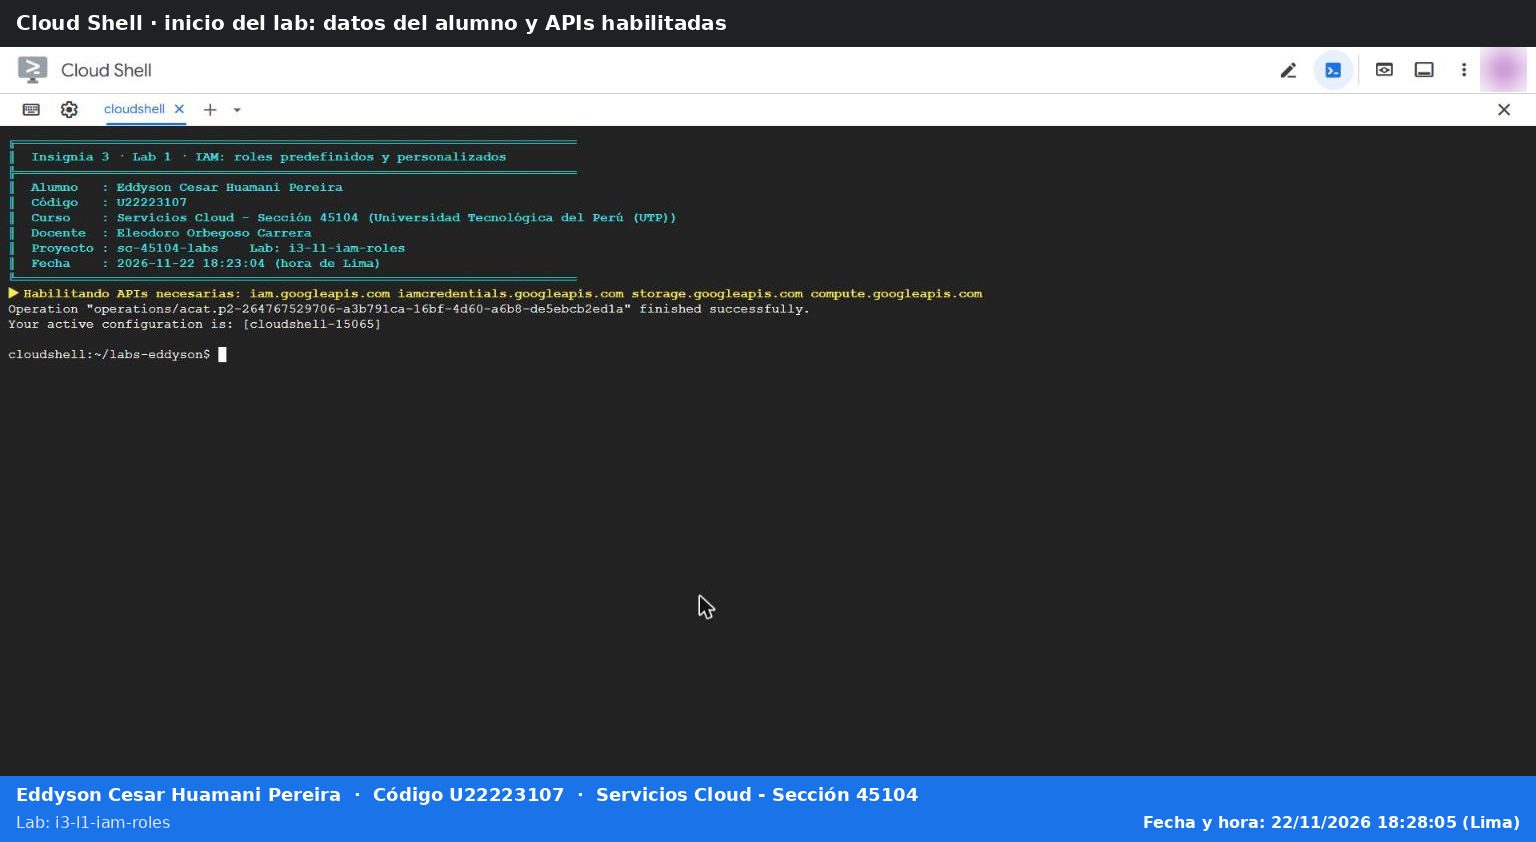 Cloud Shell · inicio del lab: datos del alumno y APIs habilitadas
Cloud Shell
cloudshell
Insignia 3 · Lab 1 · IAM: roles predefinidos y personalizados
Alumno : Eddyson Cesar Huamani Pereira
Código : U22223107
Curso : Servicios Cloud - Sección 45104 (Universidad Tecnológica del Perú (UTP))
Docente : Eleodoro Orbegoso Carrera
Proyecto : sc-45104-labs Lab: i3-l1-iam-roles
Fecha : 2026-11-22 18:23:04 (hora de Lima)
▶ Habilitando APIs necesarias: iam.googleapis.com iamcredentials.googleapis.com storage.googleapis.com compute.googleapis.com
Operation "operations/acat.p2-264767529706-a3b791ca-16bf-4d60-a6b8-de5ebcb2ed1a" finished successfully.
Your active configuration is: [cloudshell-15065]
cloudshell:~/labs-eddyson$
Eddyson Cesar Huamani Pereira · Código U22223107 · Servicios Cloud - Sección 45104
Lab: i3-l1-iam-roles
Fecha y hora: 22/11/2026 18:28:05 (Lima)